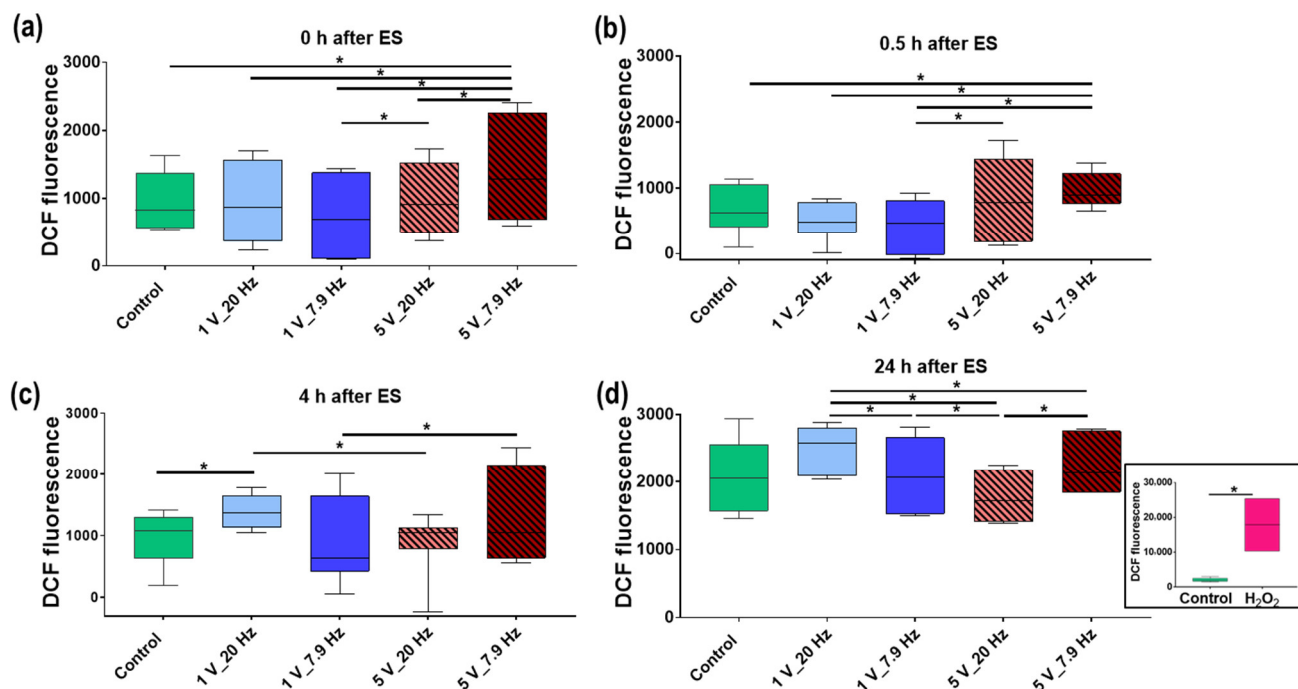 (a)
0 h after ES
DCF fluorescence
3000
2000
1000
0
* * * * *
Control
1 V_20 Hz
1 V_7.9 Hz
5 V_20 Hz
5 V_7.9 Hz
(b)
0.5 h after ES
DCF fluorescence
3000
2000
1000
0
* * * *
Control
1 V_20 Hz
1 V_7.9 Hz
5 V_20 Hz
5 V_7.9 Hz
(c)
4 h after ES
DCF fluorescence
3000
2000
1000
0
* * *
Control
1 V_20 Hz
1 V_7.9 Hz
5 V_20 Hz
5 V_7.9 Hz
(d)
24 h after ES
DCF fluorescence
3000
2000
1000
0
* * * * *
Control
1 V_20 Hz
1 V_7.9 Hz
5 V_20 Hz
5 V_7.9 Hz
DCF fluorescence
30.000
20.000
10.000
0
*
Control
H₂O₂